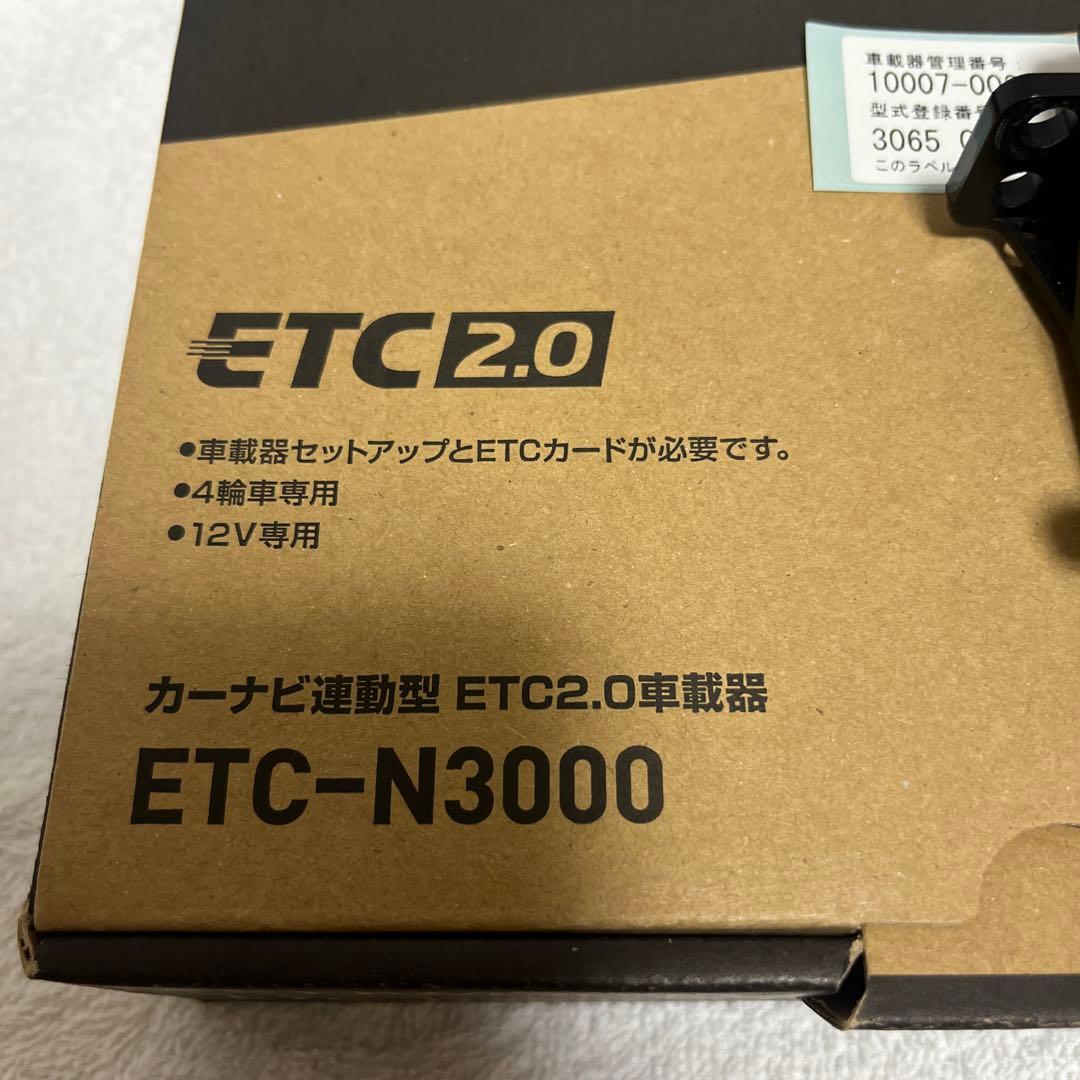 車載器管理番号:
10007-00
型式登録番号
3065
このラベル
ETC2.0
●車載器セットアップとETCカードが必要です。
●4輪車専用
●12V専用
カーナビ連動型 ETC2.0車載器
ETC-N3000